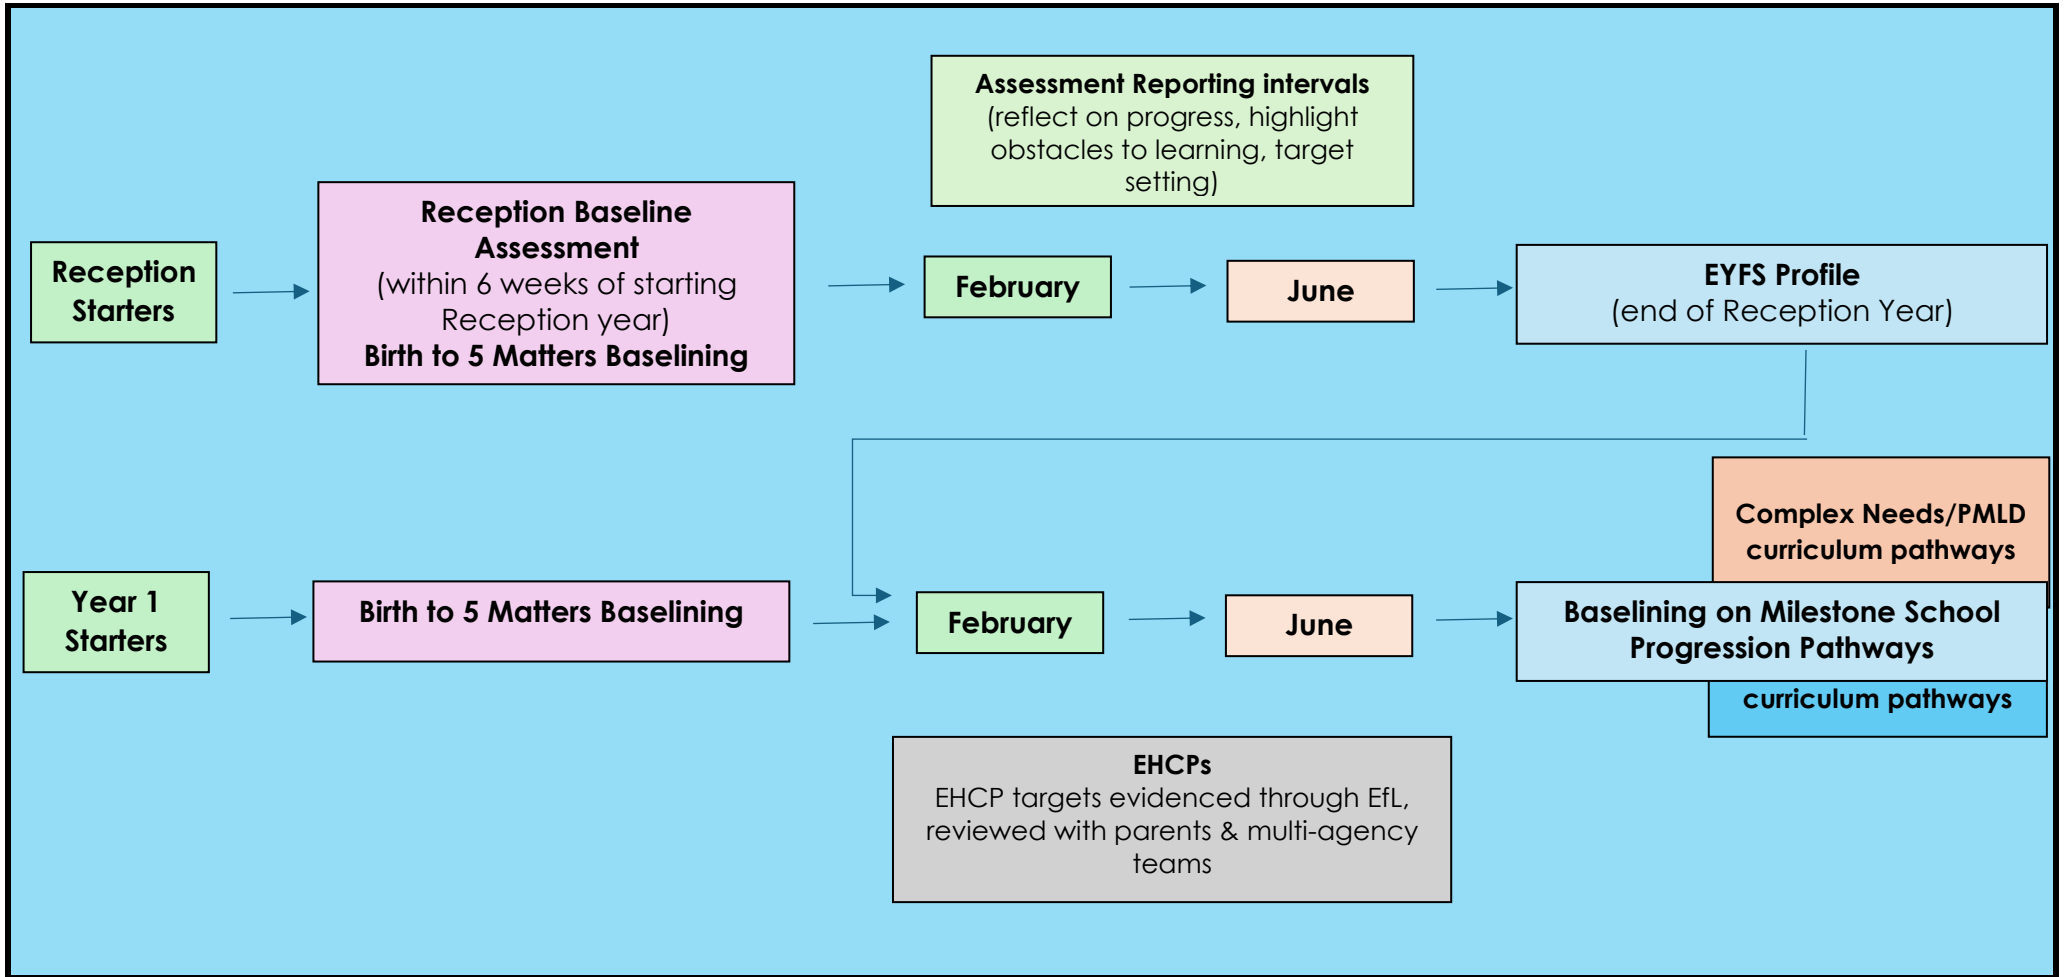 Assessment Reporting intervals
(reflect on progress, highlight
obstacles to learning, target
setting)
Reception
Starters
Reception Baseline
Assessment
(within 6 weeks of starting
Reception year)
Birth to 5 Matters Baselining
February
June
EYFS Profile
(end of Reception Year)
Complex Needs/PMLD
curriculum pathways
Year 1
Starters
Birth to 5 Matters Baselining
February
June
Baselining on Milestone School
Progression Pathways
curriculum pathways
EHCPs
EHCP targets evidenced through EfL,
reviewed with parents & multi-agency
teams